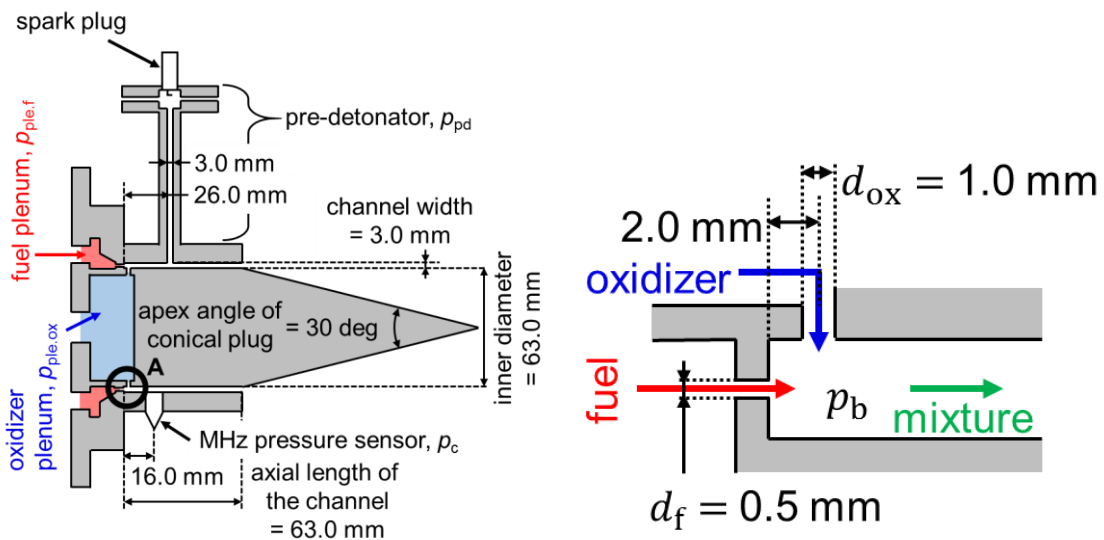 spark plug
pre-detonator, p_pd
fuel plenum, p_ple.f
3.0 mm
26.0 mm
channel width
= 3.0 mm
apex angle of
conical plug
= 30 deg
inner diameter
= 63.0 mm
oxidizer
plenum, p_ple.ox
A
MHz pressure sensor, p_c
16.0 mm
axial length of
the channel
= 63.0 mm
d_ox = 1.0 mm
2.0 mm
oxidizer
fuel
p_b
mixture
d_f = 0.5 mm